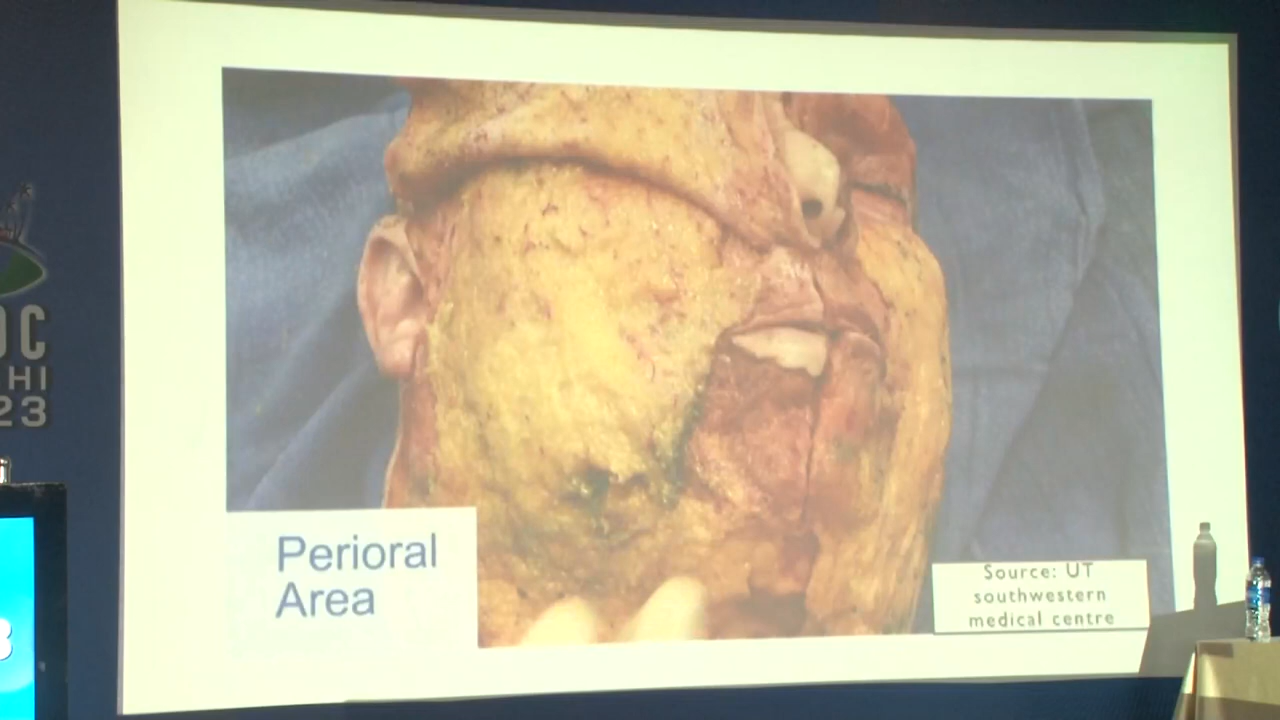 Perioral
Area
Source: UT
southwestern
medical centre